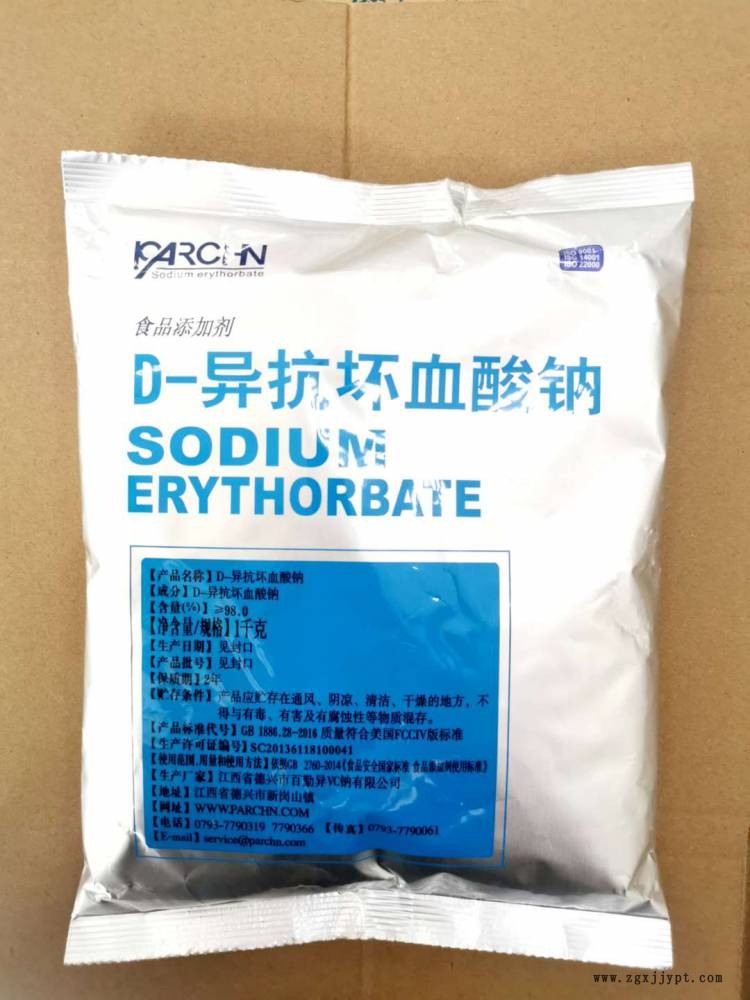 PARCHN
Sodium erythorbate
ISO 9001
ISO 14001
ISO 22000
食品添加剂
D-异抗坏血酸钠
SODIUM
ERYTHORBATE
【产品名称】D-异抗坏血酸钠
【成分】D-异抗坏血酸钠
【含量(%)】≥98.0
【净含量/规格】1千克
【生产日期】见封口
【产品批号】见封口
【保质期】2年
【贮存条件】产品应贮存在通风、阴凉、清洁、干燥的地方，不
得与有毒、有害及有腐蚀性等物质混存。
【产品标准代号】GB 1886.28-2016 质量符合美国FCCIV版标准
【生产许可证编号】SC20136118100041
【使用范围、用量和使用方法】依照GB 2760-2014《食品安全国家标准 食品添加剂使用标准》
【生产厂家】江西省德兴市百勤异VC钠有限公司
【地址】江西省德兴市新岗山镇
【网址】WWW.PARCHN.COM
【电话】0793-7790319 7790366 【传真】0793-7790061
【E-mail】service@parchn.com
www.zgxjjypt.com